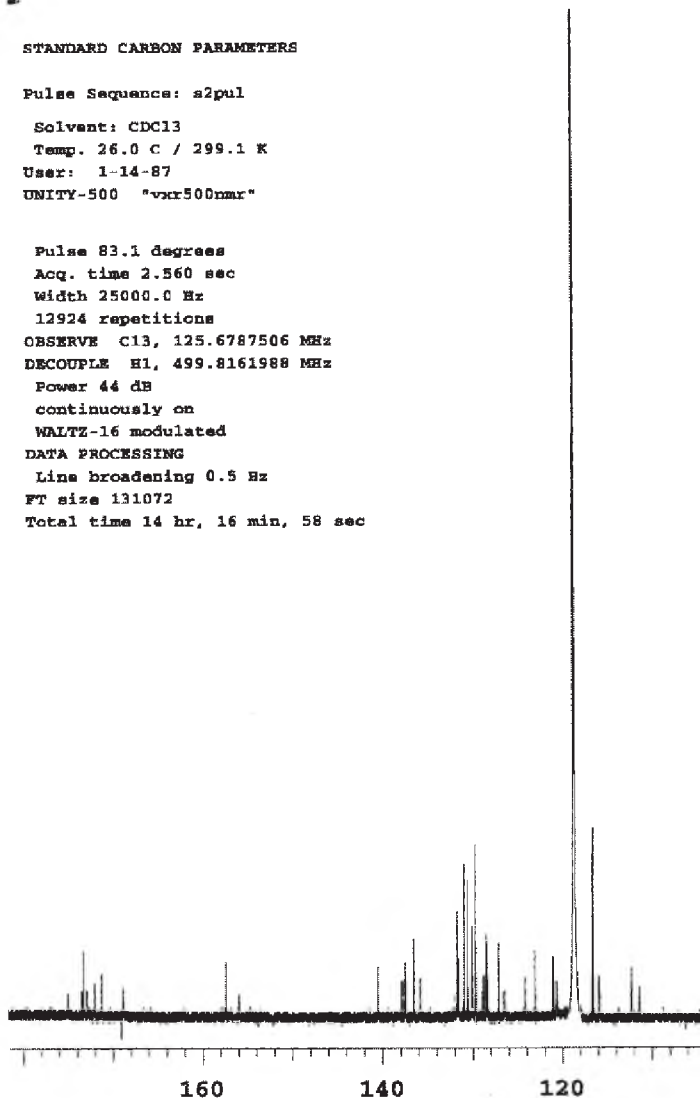 STANDARD CARBON PARAMETERS
Pulse Sequence: s2pul
Solvent: CDCl3
Temp. 26.0 C / 299.1 K
User: 1-14-87
UNITY-500 "vxr500nmr"
Pulse 83.1 degrees
Acq. time 2.560 sec
Width 25000.0 Hz
12924 repetitions
OBSERVE C13, 125.6787506 MHz
DECOUPLE H1, 499.8161988 MHz
Power 44 dB
continuously on
WALTZ-16 modulated
DATA PROCESSING
Line broadening 0.5 Hz
FT size 131072
Total time 14 hr, 16 min, 58 sec
160 140 120